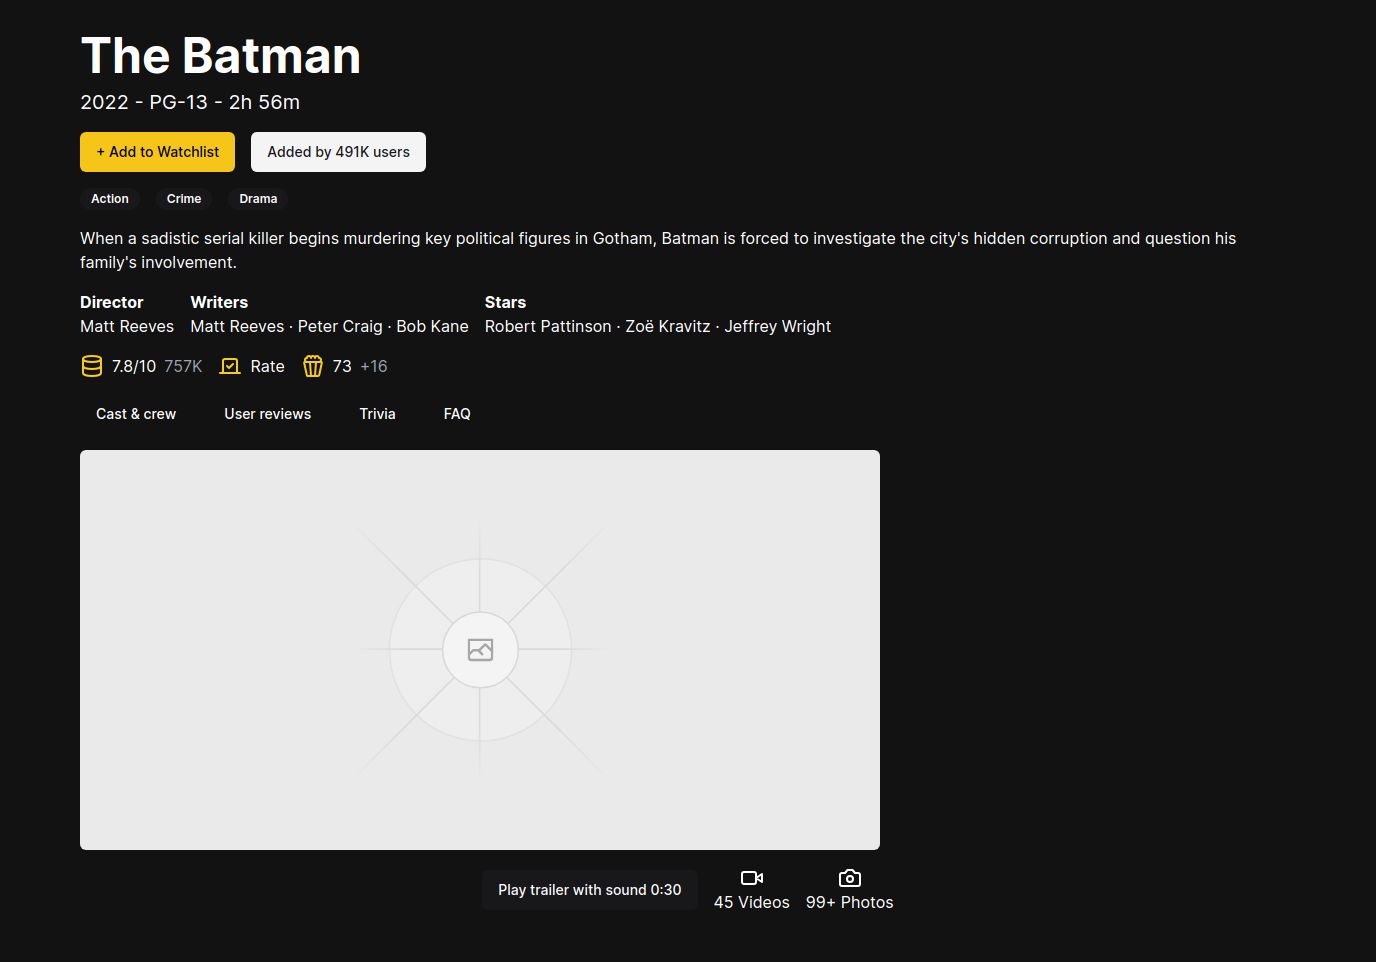 The Batman
2022 - PG-13 - 2h 56m
+ Add to Watchlist Added by 491K users
Action Crime Drama
When a sadistic serial killer begins murdering key political figures in Gotham, Batman is forced to investigate the city's hidden corruption and question his
family's involvement.
Director Writers Stars
Matt Reeves Matt Reeves · Peter Craig · Bob Kane Robert Pattinson · Zoë Kravitz · Jeffrey Wright
7.8/10 757K Rate 73 +16
Cast & crew User reviews Trivia FAQ
Play trailer with sound 0:30 45 Videos 99+ Photos